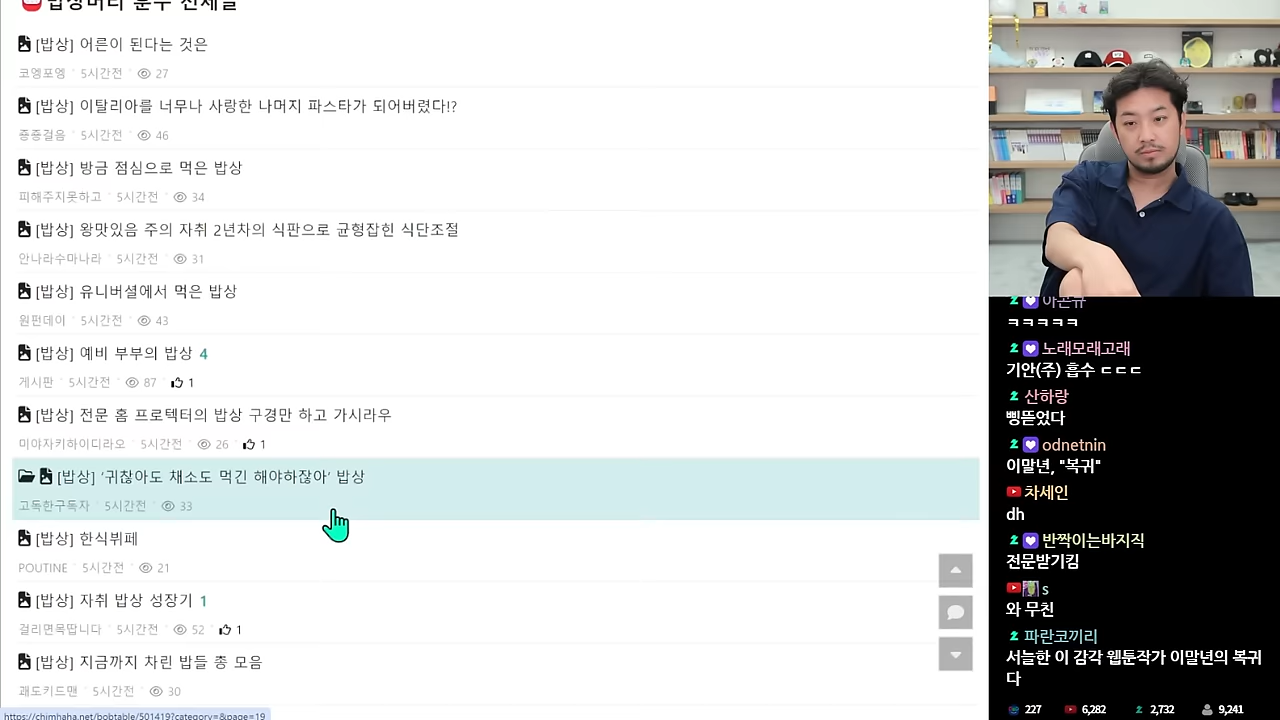 밥상머리 훈수 전체글
[밥상] 어른이 된다는 것은
코엥포엥 5시간전 27
[밥상] 이탈리아를 너무나 사랑한 나머지 파스타가 되어버렸다!?
종종걸음 5시간전 46
[밥상] 방금 점심으로 먹은 밥상
피해주지못하고 5시간전 34
[밥상] 왕맛있음 주의 자취 2년차의 식판으로 균형잡힌 식단조절
안나라수마나라 5시간전 31
[밥상] 유니버셜에서 먹은 밥상
원펀데이 5시간전 43
[밥상] 예비 부부의 밥상 4
게시판 5시간전 87 1
[밥상] 전문 홈 프로텍터의 밥상 구경만 하고 가시라우
미야자키하이디라오 5시간전 26 1
[밥상] ‘귀찮아도 채소도 먹긴 해야하잖아’ 밥상
고독한구독자 5시간전 33
[밥상] 한식뷔페
POUTINE 5시간전 21
[밥상] 자취 밥상 성장기 1
걸리면목땁니다 5시간전 52 1
[밥상] 지금까지 차린 밥들 총 모음
괘도키드맨 5시간전 30
https://chimhaha.net/bobtable/501419?category=&page=19
ㅋㅋㅋㅋㅋ
노래모래고래
기안(주) 흡수 ㄷㄷㄷ
산하랑
삥뜯었다
odnetnin
이말년, "복귀"
차세인
dh
반짝이는바지직
전문받기킴
s
와 무친
파란코끼리
서늘한 이 감각 웹툰작가 이말년의 복귀
다
227 6,282 2,732 9,241